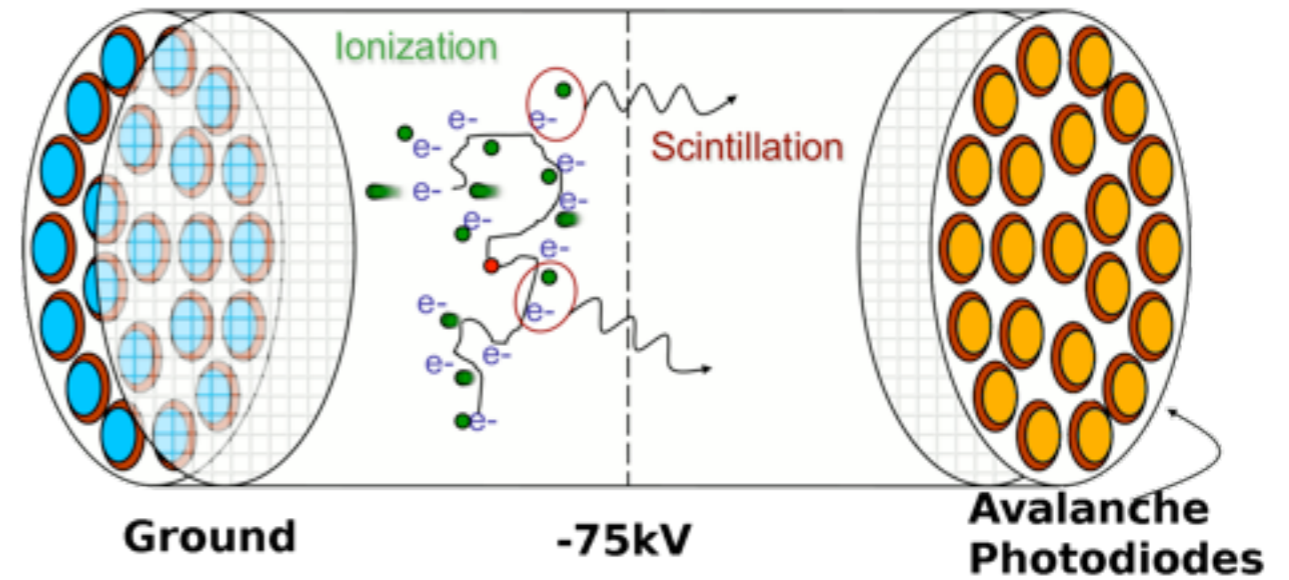 Ionization
e-
e-
e-
e-
e-
e-
e-
e-
Scintillation
e-
e-
e-
e-
e-
e-
Ground
-75kV
Avalanche
Photodiodes